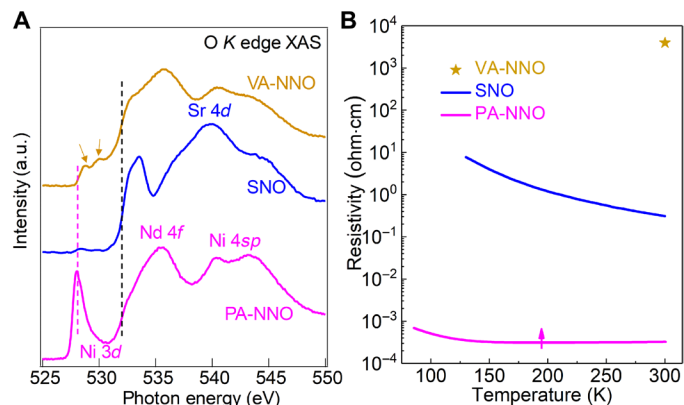 A
O K edge XAS
VA-NNO
Sr 4d
SNO
Nd 4f
Ni 4sp
PA-NNO
Ni 3d
Intensity (a.u.)
525 530 535 540 545 550
Photon energy (eV)
B
VA-NNO
SNO
PA-NNO
Resistivity (ohm·cm)
10⁵
10⁴
10³
10²
10¹
10⁰
10⁻¹
10⁻²
10⁻³
10⁻⁴
100 150 200 250 300
Temperature (K)